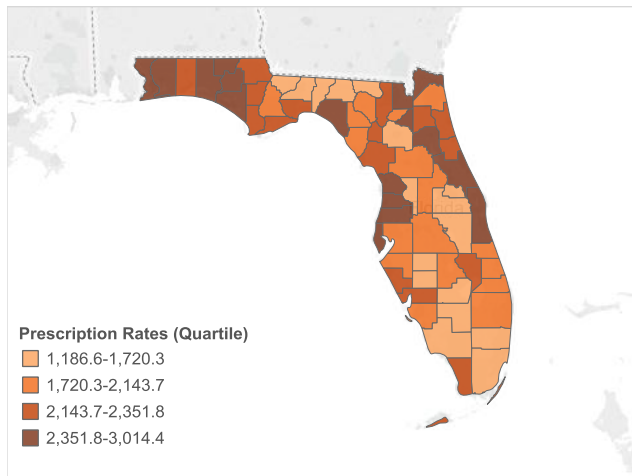 Prescription Rates (Quartile)
1,186.6-1,720.3
1,720.3-2,143.7
2,143.7-2,351.8
2,351.8-3,014.4